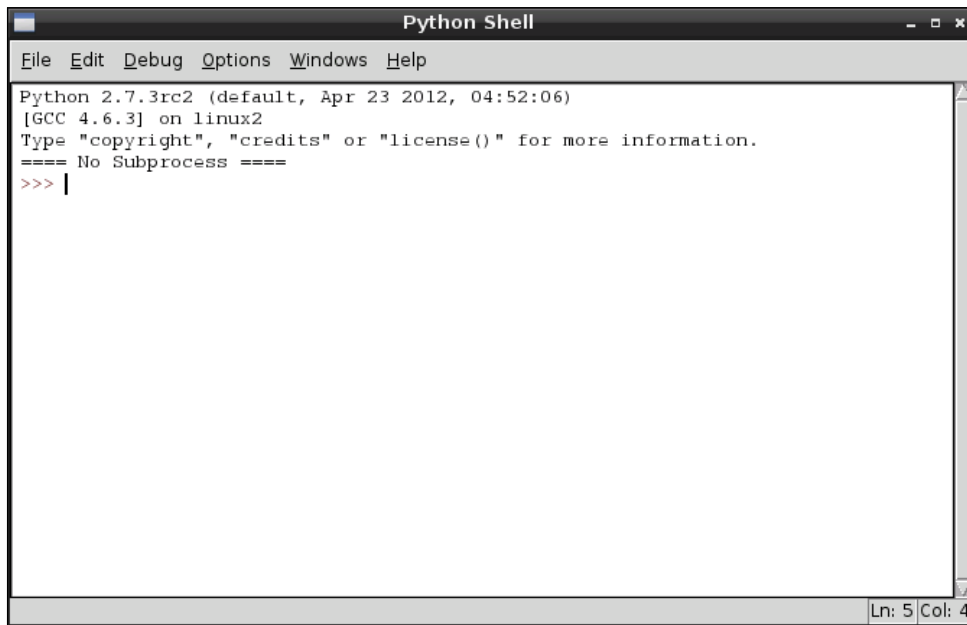 Python Shell
File Edit Debug Options Windows Help
Python 2.7.3rc2 (default, Apr 23 2012, 04:52:06)
[GCC 4.6.3] on linux2
Type "copyright", "credits" or "license()" for more information.
==== No Subprocess ====
>>>
Ln: 5 Col: 4